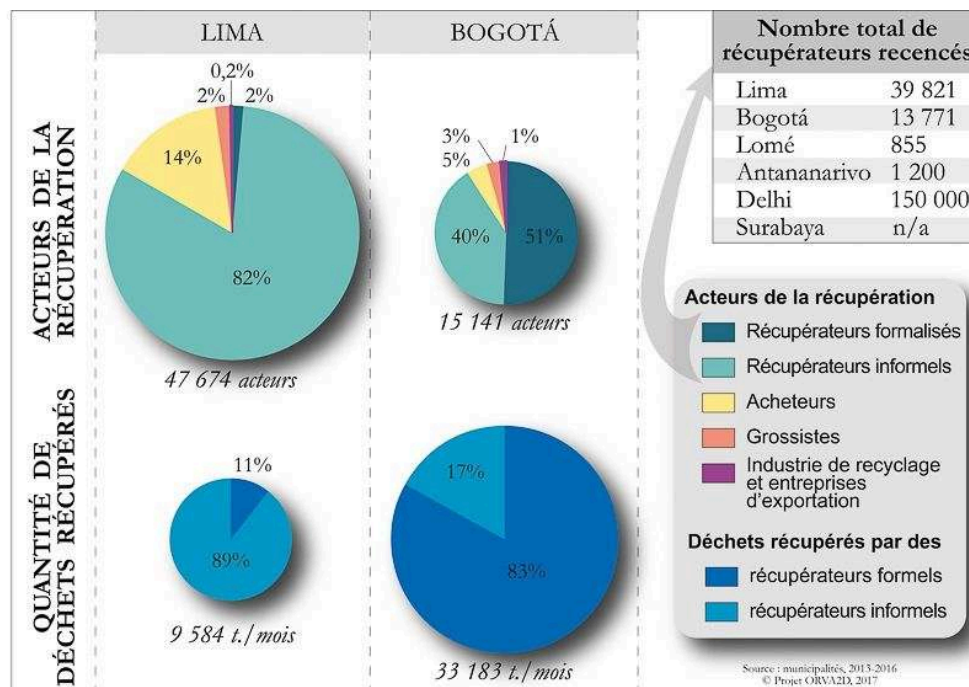 LIMA
BOGOTÁ
ACTEURS DE LA
RÉCUPÉRATION
0,2%
2%
2%
14%
82%
47 674 acteurs
3%
1%
5%
40%
51%
15 141 acteurs
QUANTITÉ DE
DÉCHETS RÉCUPÉRÉS
11%
89%
9 584 t./mois
17%
83%
33 183 t./mois
Nombre total de
récupérateurs recencés
Lima 39 821
Bogotá 13 771
Lomé 855
Antananarivo 1 200
Delhi 150 000
Surabaya n/a
Acteurs de la récupération
Récupérateurs formalisés
Récupérateurs informels
Acheteurs
Grossistes
Industrie de recyclage
et entreprises
d'exportation
Déchets récupérés par des
récupérateurs formels
récupérateurs informels
Source : municipalités, 2013-2016
© Projet ORVA2D, 2017